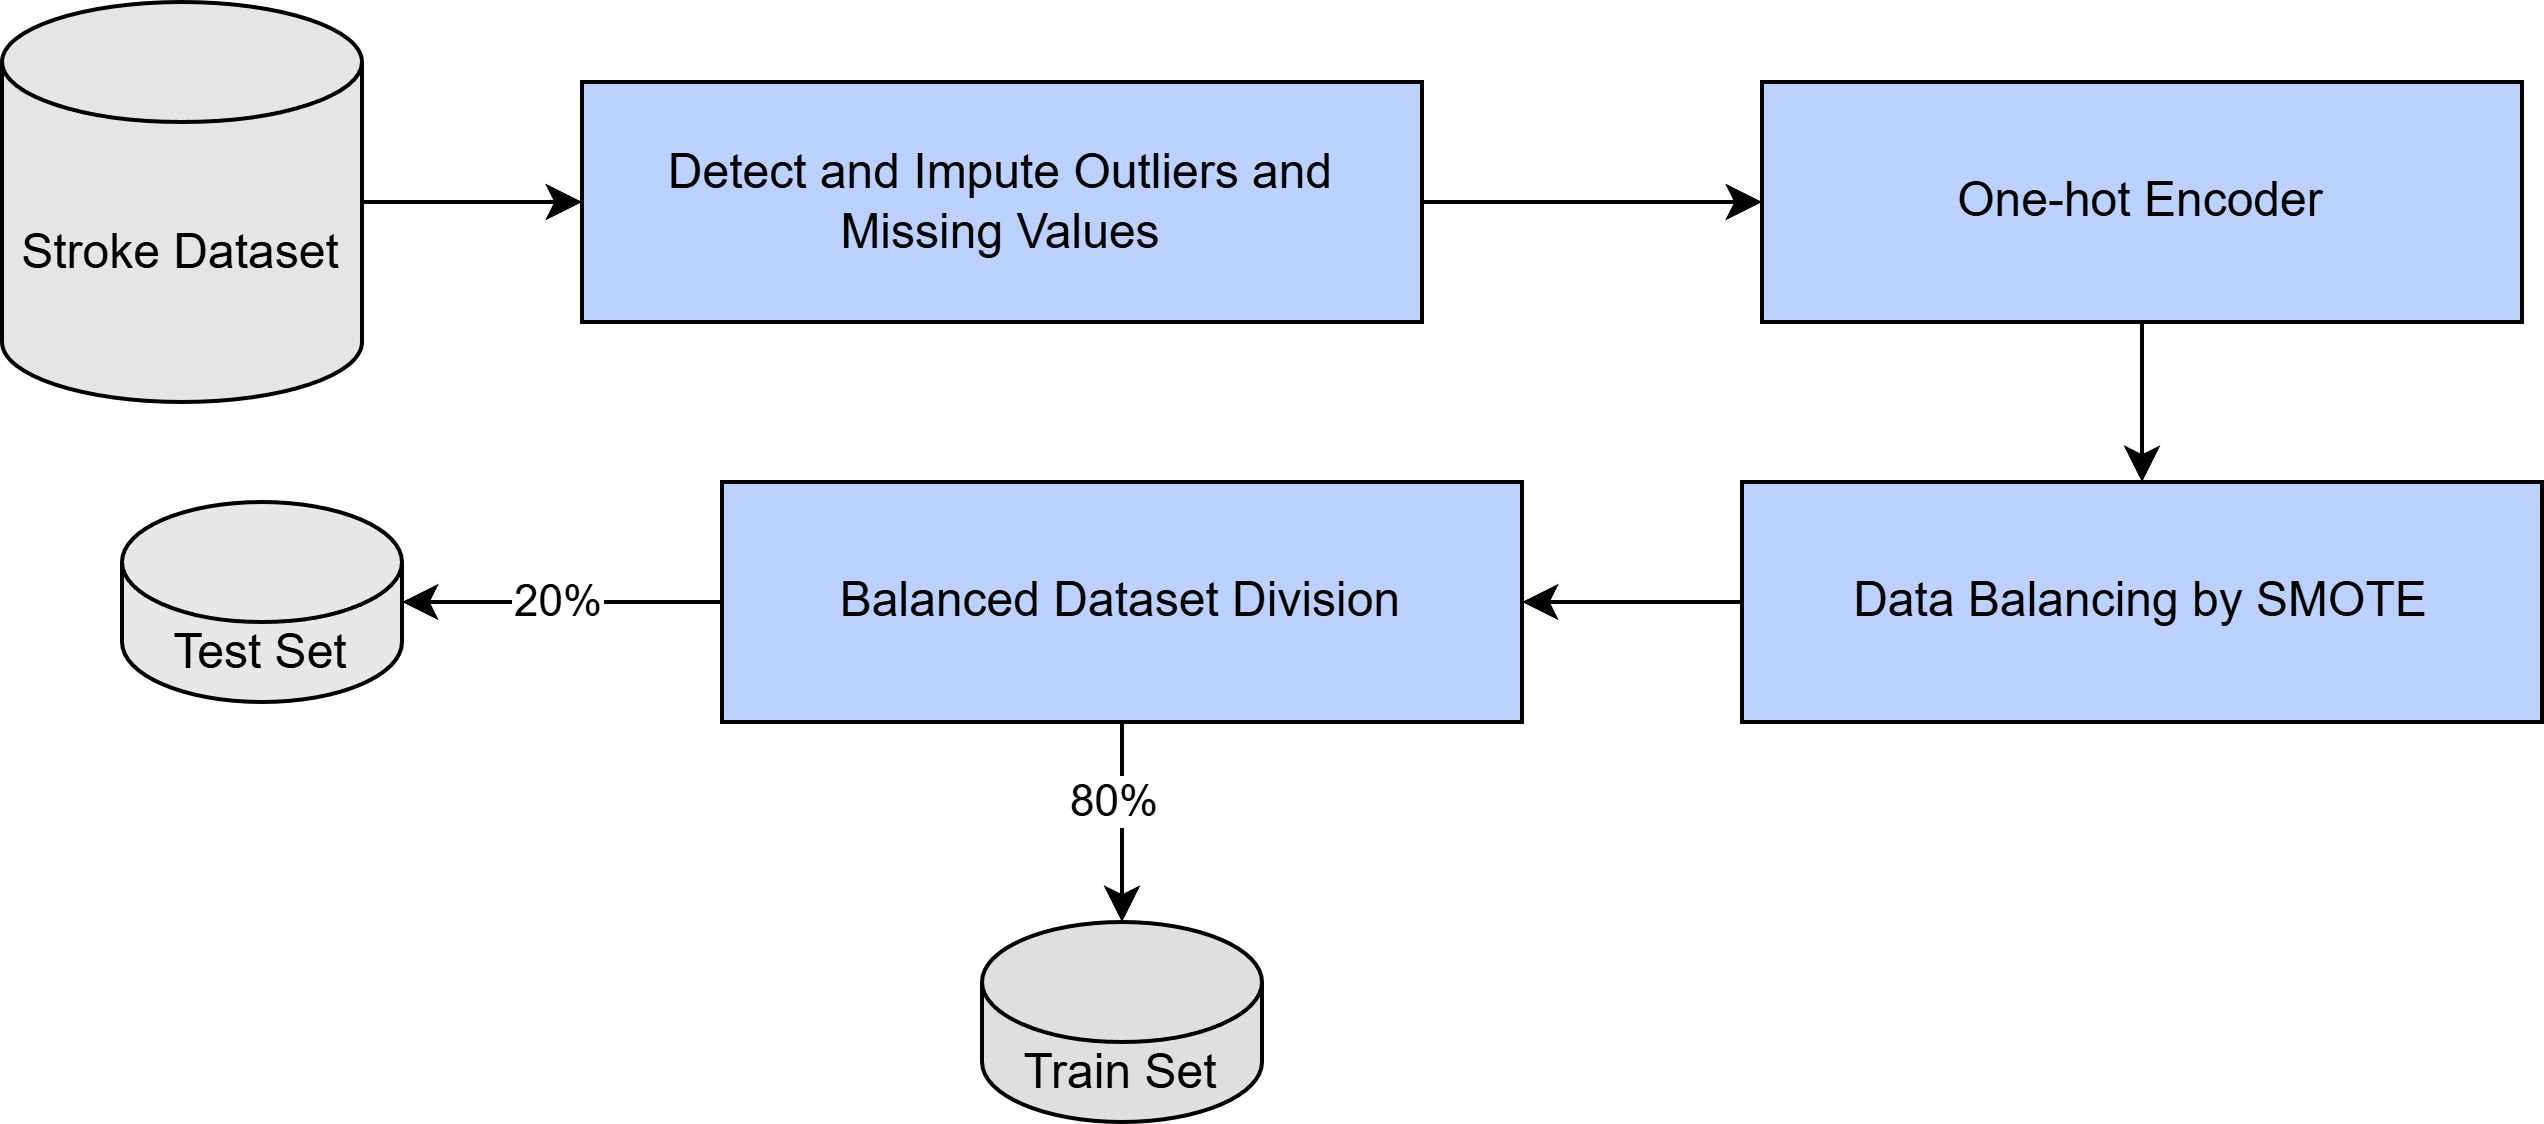 Stroke Dataset
Detect and Impute Outliers and
Missing Values
One-hot Encoder
Data Balancing by SMOTE
Balanced Dataset Division
20%
Test Set
80%
Train Set